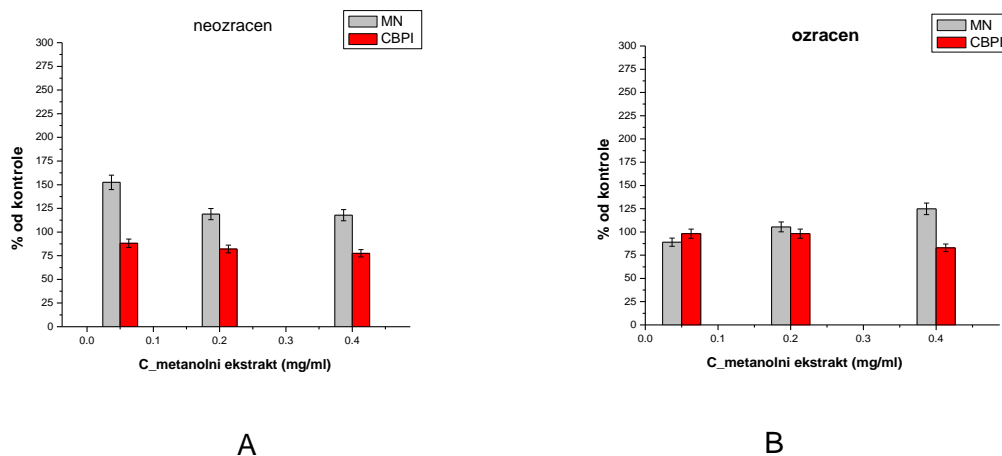 neozracen
MN
CBPI
300
275
250
225
200
175
150
125
100
75
50
25
0
% od kontrole
0.0 0.1 0.2 0.3 0.4
C_metanolni ekstrakt (mg/ml)
A
ozracen
MN
CBPI
300
275
250
225
200
175
150
125
100
75
50
25
0
% od kontrole
0.0 0.1 0.2 0.3 0.4
C_metanolni ekstrakt (mg/ml)
B